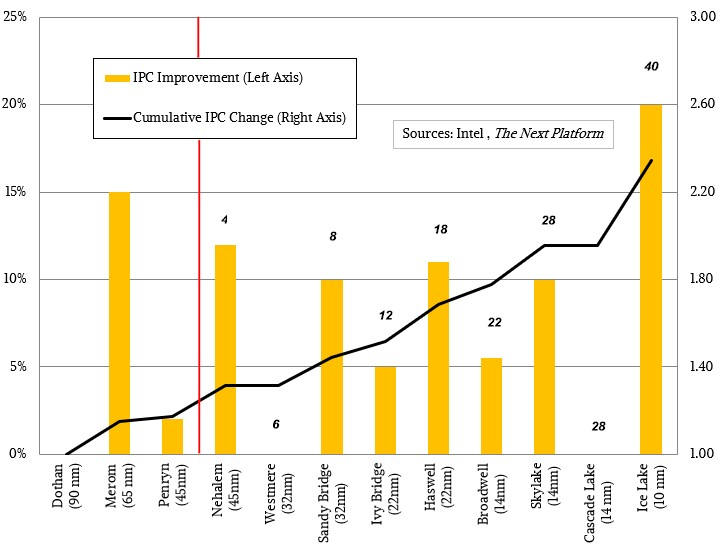 25%
3.00
40
IPC Improvement (Left Axis)
20%
2.60
Cumulative IPC Change (Right Axis)
Sources: Intel , The Next Platform
15%
2.20
4
8
18
28
10%
1.80
12
22
5%
1.40
6
28
0%
1.00
Dothan
(90 nm)
Merom
(65 nm)
Penryn
(45nm)
Nehalem
(45nm)
Westmere
(32nm)
Sandy Bridge
(32nm)
Ivy Bridge
(22nm)
Haswell
(22nm)
Broadwell
(14nm)
Skylake
(14nm)
Cascade Lake
(14 nm)
Ice Lake
(10 nm)